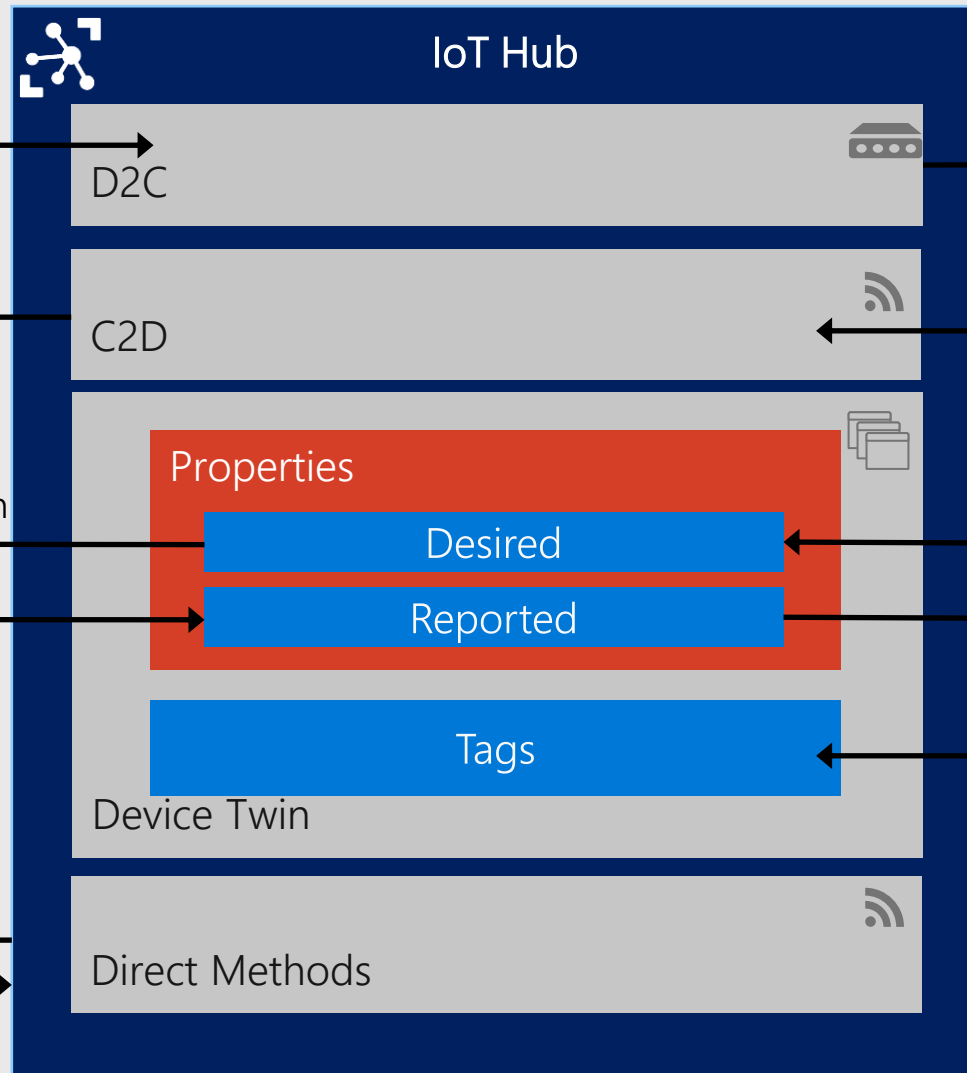 IoT Hub
D2C
C2D
Properties
Desired
Reported
Tags
Device Twin
Direct Methods